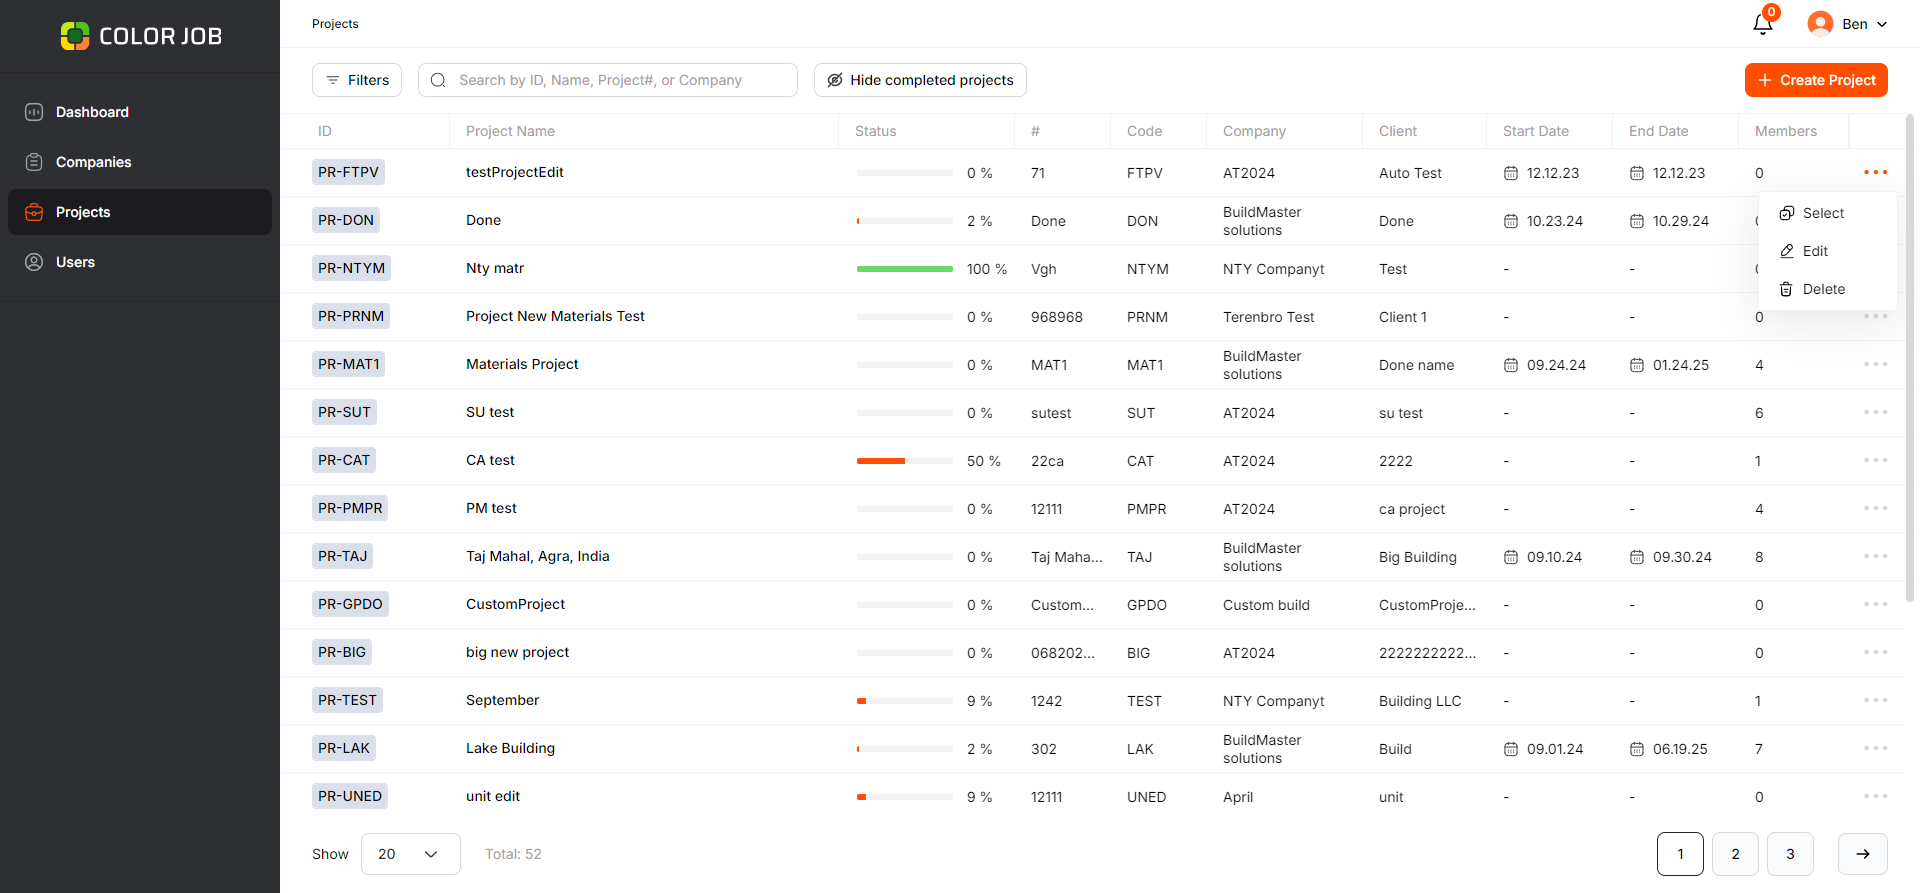 COLOR JOB
Dashboard
Companies
Projects
Users
Projects
0
Ben
Filters
Search by ID, Name, Project#, or Company
Hide completed projects
Create Project
ID Project Name Status # Code Company Client Start Date End Date Members
PR-FTPV testProjectEdit 0 % 71 FTPV AT2024 Auto Test 12.12.23 12.12.23 0
PR-DON Done 2 % Done DON BuildMaster solutions Done 10.23.24 10.29.24
PR-NTYM Nty matr 100 % Vgh NTYM NTY Companyt Test - -
PR-PRNM Project New Materials Test 0 % 968968 PRNM Terenbro Test Client 1 - - 0
PR-MAT1 Materials Project 0 % MAT1 MAT1 BuildMaster solutions Done name 09.24.24 01.24.25 4
PR-SUT SU test 0 % sutest SUT AT2024 su test - - 6
PR-CAT CA test 50 % 22ca CAT AT2024 2222 - - 1
PR-PMPR PM test 0 % 12111 PMPR AT2024 ca project - - 4
PR-TAJ Taj Mahal, Agra, India 0 % Taj Maha... TAJ BuildMaster solutions Big Building 09.10.24 09.30.24 8
PR-GPDO CustomProject 0 % Custom... GPDO Custom build CustomProje... - - 0
PR-BIG big new project 0 % 068202... BIG AT2024 2222222222... - - 0
PR-TEST September 9 % 1242 TEST NTY Companyt Building LLC - - 1
PR-LAK Lake Building 2 % 302 LAK BuildMaster solutions Build 09.01.24 06.19.25 7
PR-UNED unit edit 9 % 12111 UNED April unit - - 0
Select
Edit
Delete
Show 20 Total: 52
1 2 3